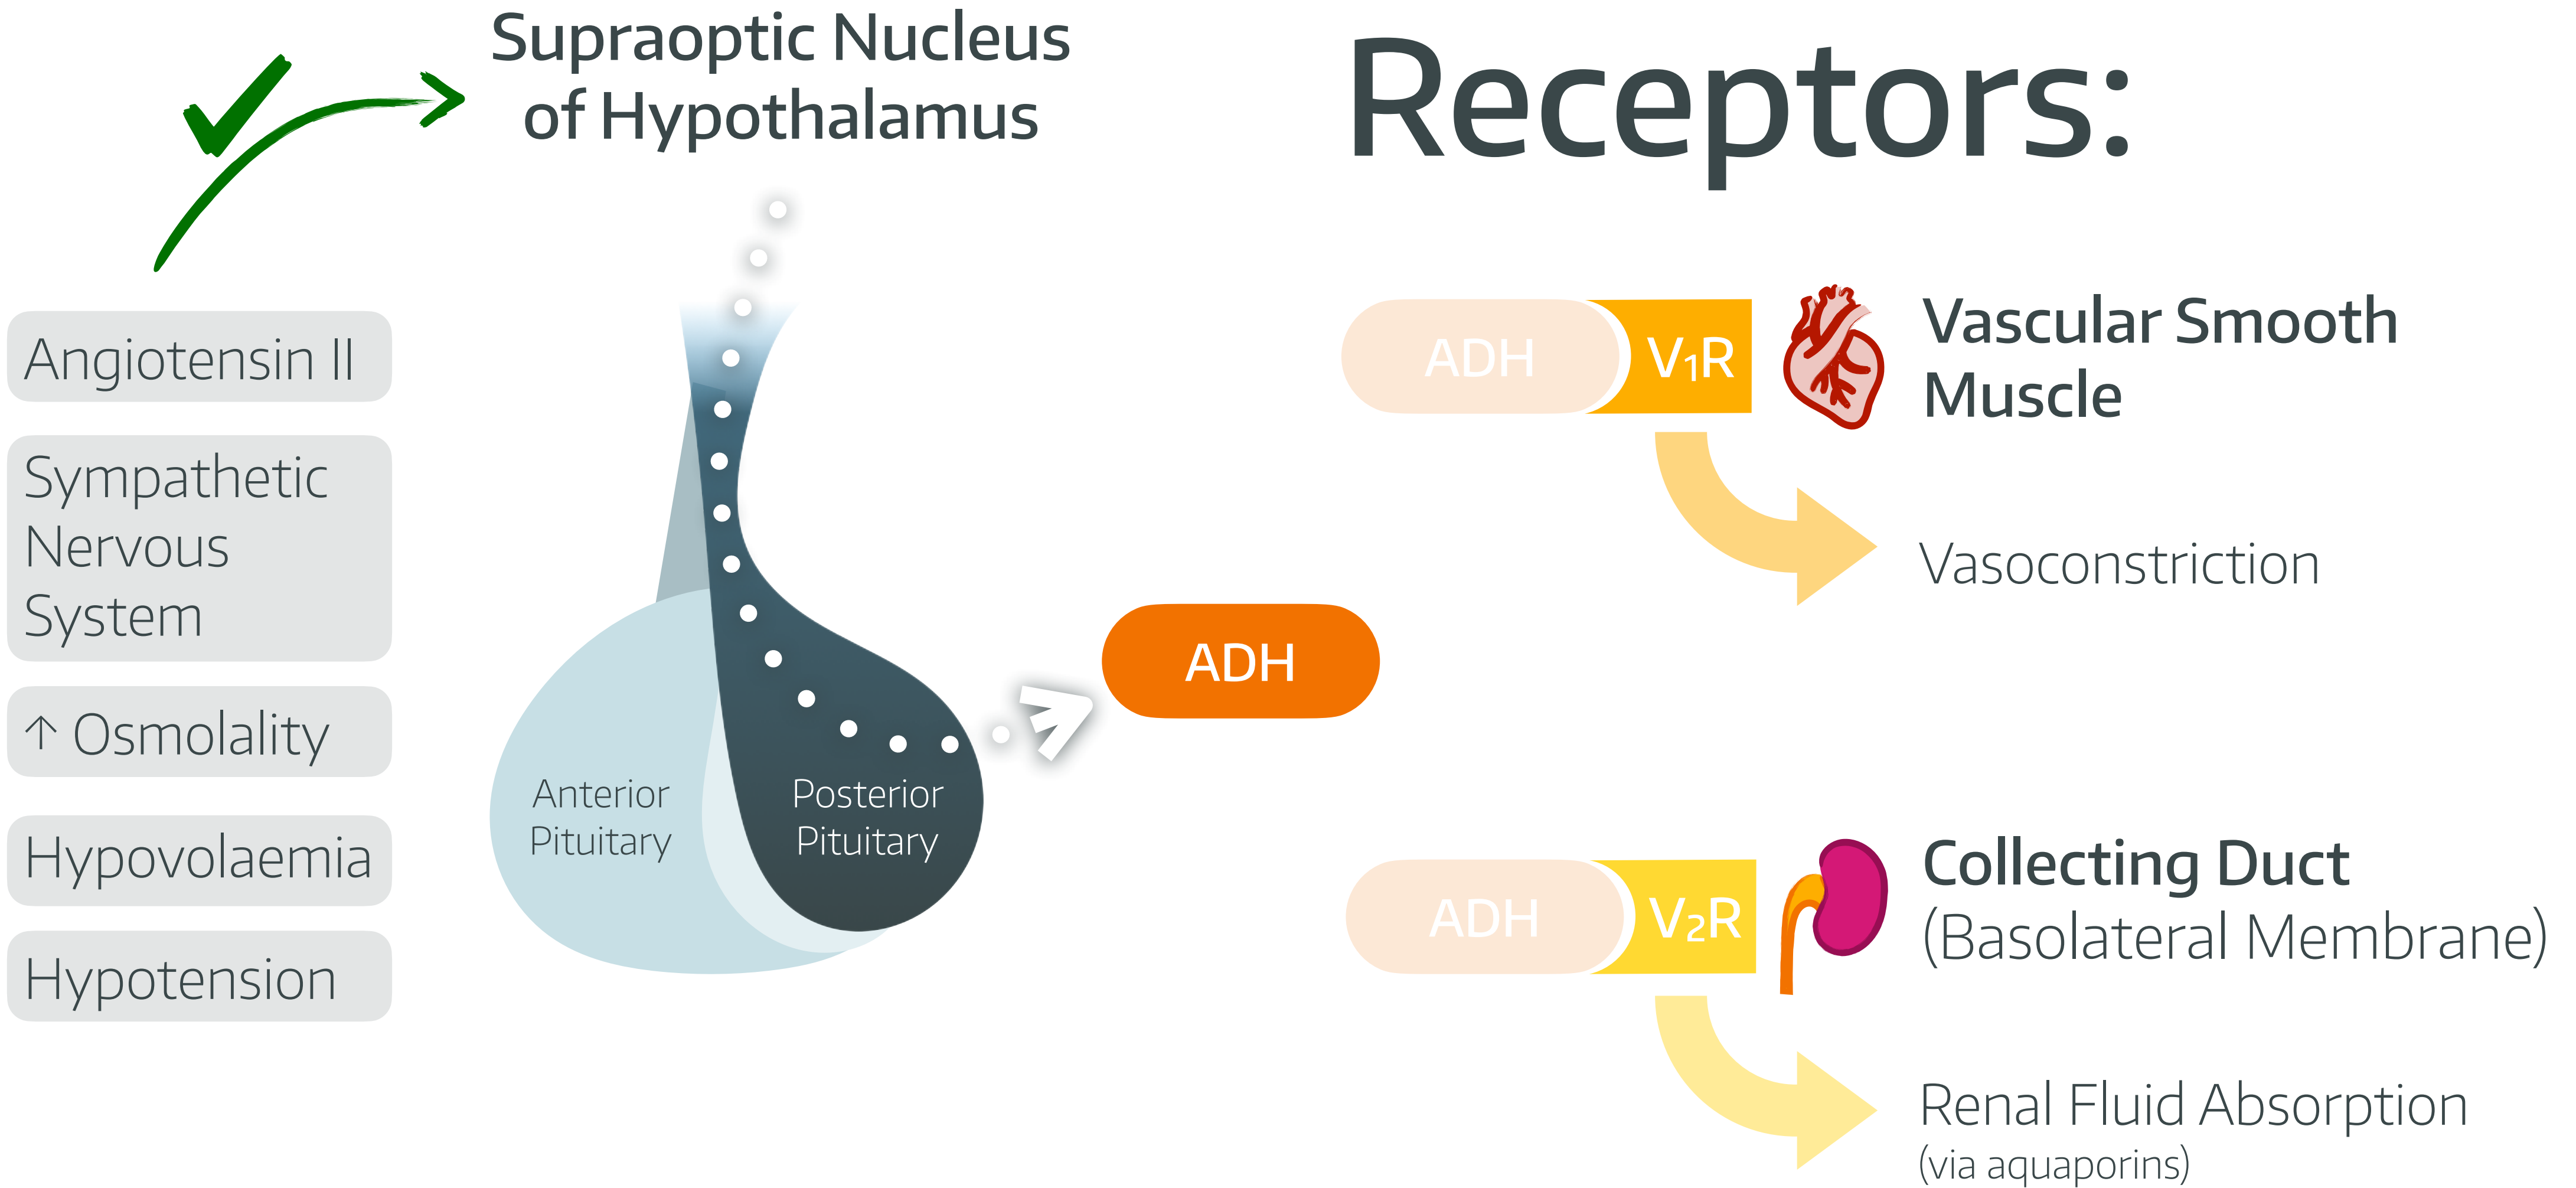 Supraoptic Nucleus
of Hypothalamus
Angiotensin II
Sympathetic
Nervous
System
↑ Osmolality
Hypovolaemia
Hypotension
Anterior
Pituitary
Posterior
Pituitary
ADH
Receptors:
ADH V₁R
Vascular Smooth
Muscle
Vasoconstriction
ADH V₂R
Collecting Duct
(Basolateral Membrane)
Renal Fluid Absorption
(via aquaporins)